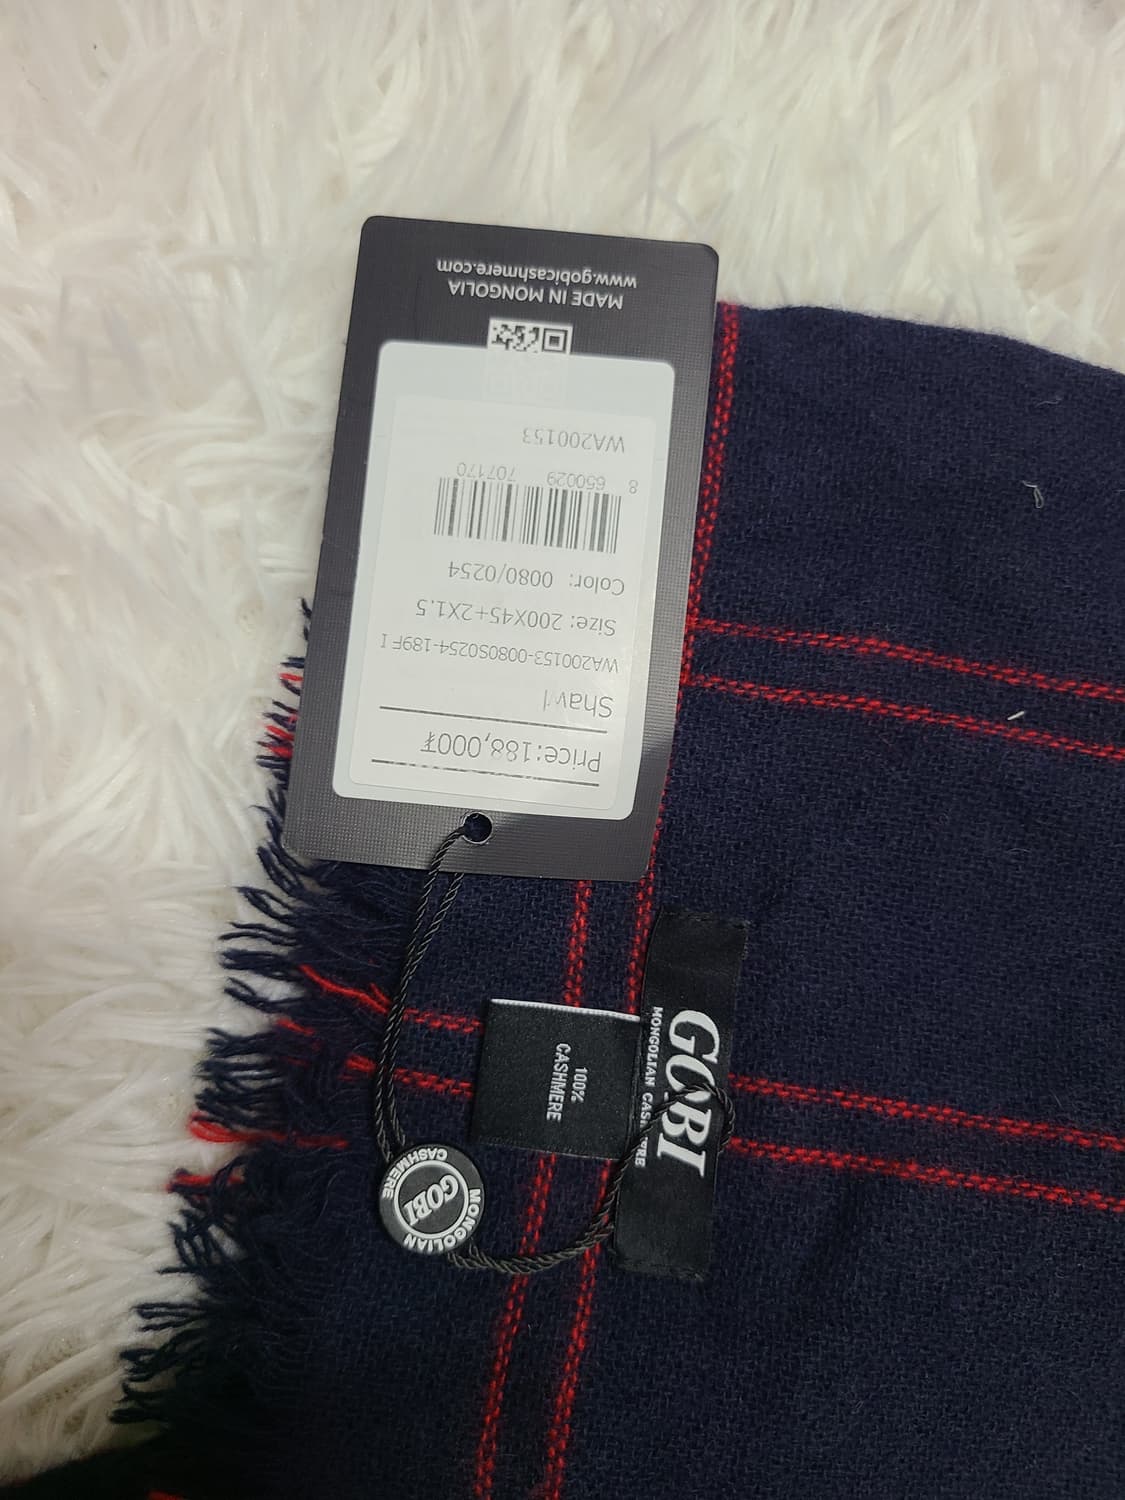 Price:188,000₮
Shawl
WA200153-0080S0254-189F I
Size: 200X45+2X1.5
Color: 0080/0254
8 650029 707170
WA200153
MADE IN MONGOLIA
www.gobicashmere.com
GOBI
MONGOLIAN CASHMERE
100%
CASHMERE
MONGOLIAN
GOBI
CASHMERE